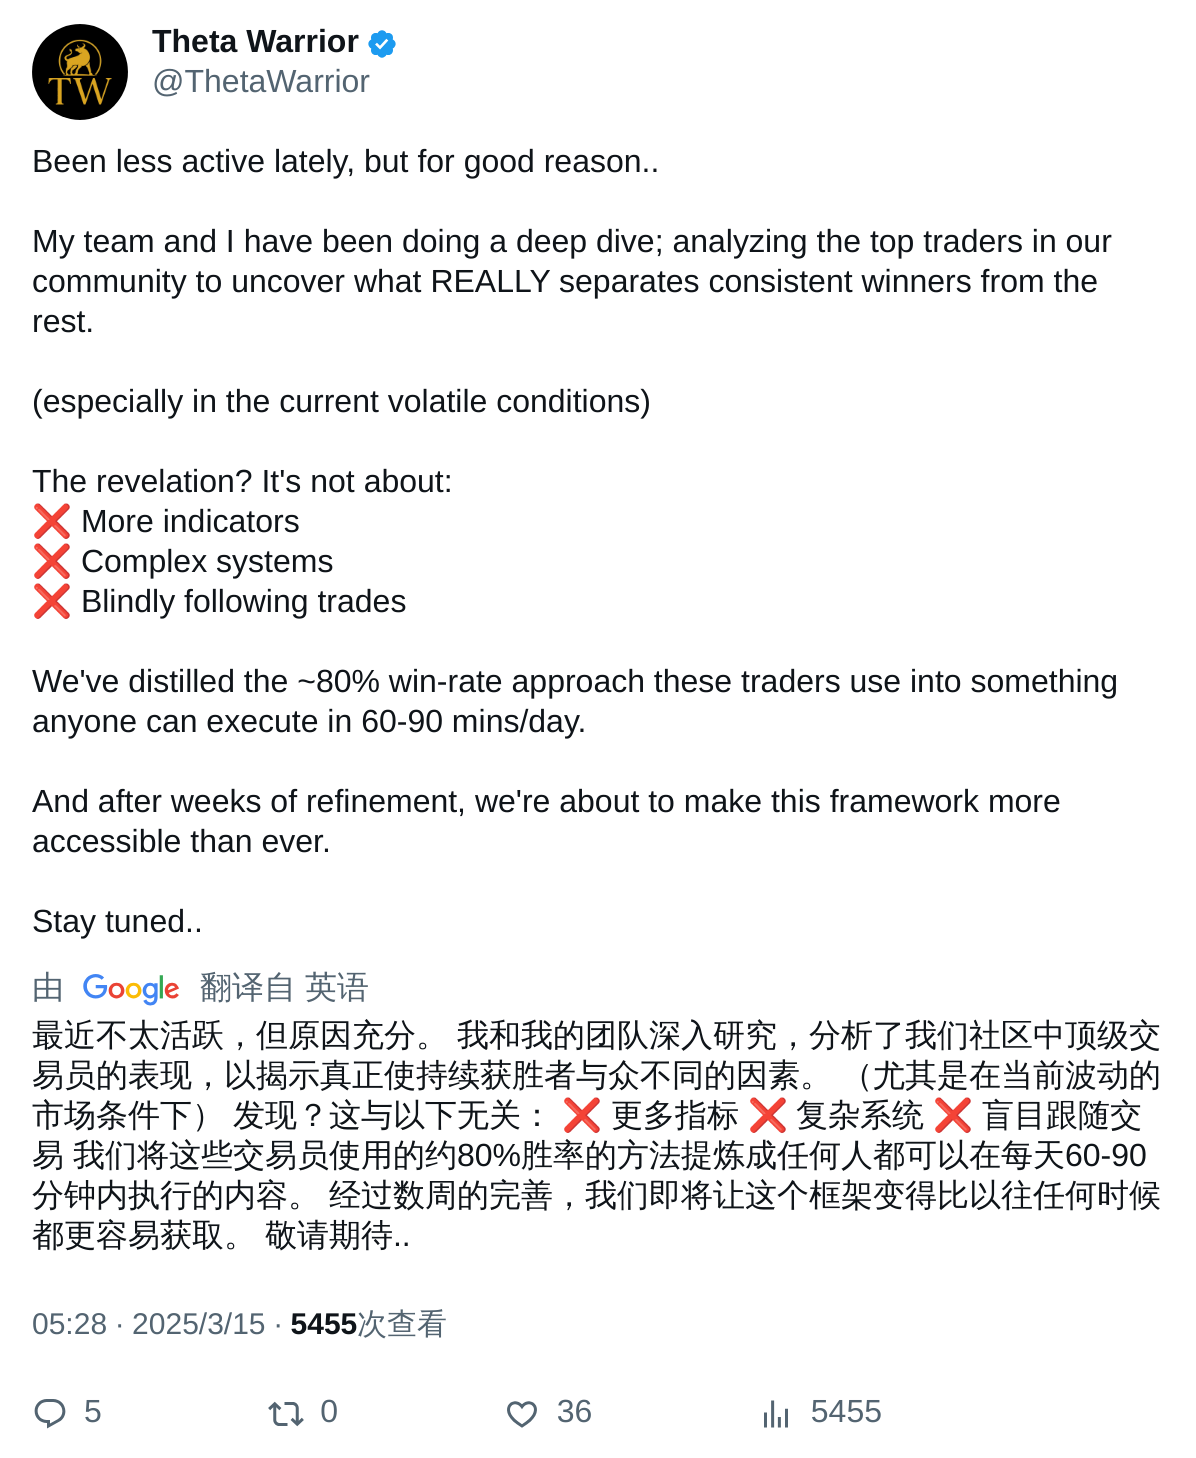 TW
Theta Warrior
@ThetaWarrior
Been less active lately, but for good reason..
My team and I have been doing a deep dive; analyzing the top traders in our
community to uncover what REALLY separates consistent winners from the
rest.
(especially in the current volatile conditions)
The revelation? It's not about:
❌ More indicators
❌ Complex systems
❌ Blindly following trades
We've distilled the ~80% win-rate approach these traders use into something
anyone can execute in 60-90 mins/day.
And after weeks of refinement, we're about to make this framework more
accessible than ever.
Stay tuned..
由 Google 翻译自 英语
最近不太活跃，但原因充分。 我和我的团队深入研究，分析了我们社区中顶级交
易员的表现，以揭示真正使持续获胜者与众不同的因素。 （尤其是在当前波动的
市场条件下） 发现？这与以下无关： ❌ 更多指标 ❌ 复杂系统 ❌ 盲目跟随交
易 我们将这些交易员使用的约80%胜率的方法提炼成任何人都可以在每天60-90
分钟内执行的内容。 经过数周的完善，我们即将让这个框架变得比以往任何时候
都更容易获取。 敬请期待..
05:28 · 2025/3/15 · 5455次查看
5 0 36 5455